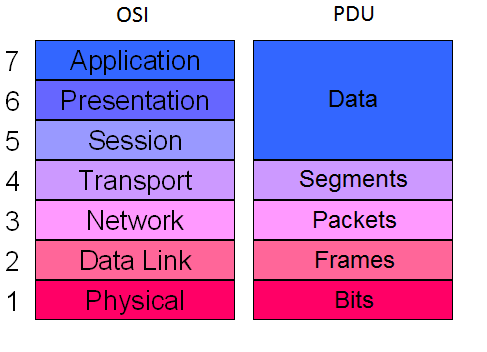 OSI PDU
7 Application
6 Presentation Data
5 Session
4 Transport Segments
3 Network Packets
2 Data Link Frames
1 Physical Bits